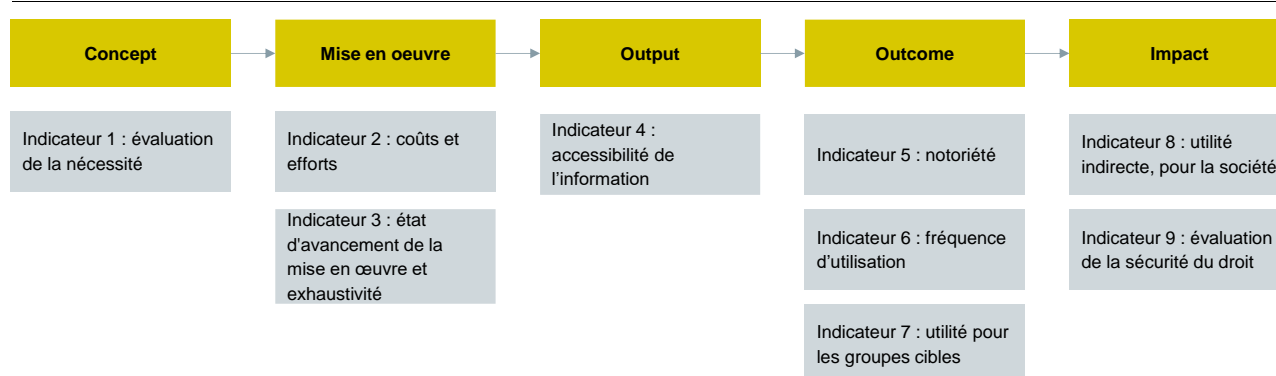 Concept
Mise en oeuvre
Output
Outcome
Impact
Indicateur 1 : évaluation
de la nécessité
Indicateur 2 : coûts et
efforts
Indicateur 3 : état
d'avancement de la
mise en œuvre et
exhaustivité
Indicateur 4 :
accessibilité de
l’information
Indicateur 5 : notoriété
Indicateur 6 : fréquence
d’utilisation
Indicateur 7 : utilité pour
les groupes cibles
Indicateur 8 : utilité
indirecte, pour la société
Indicateur 9 : évaluation
de la sécurité du droit